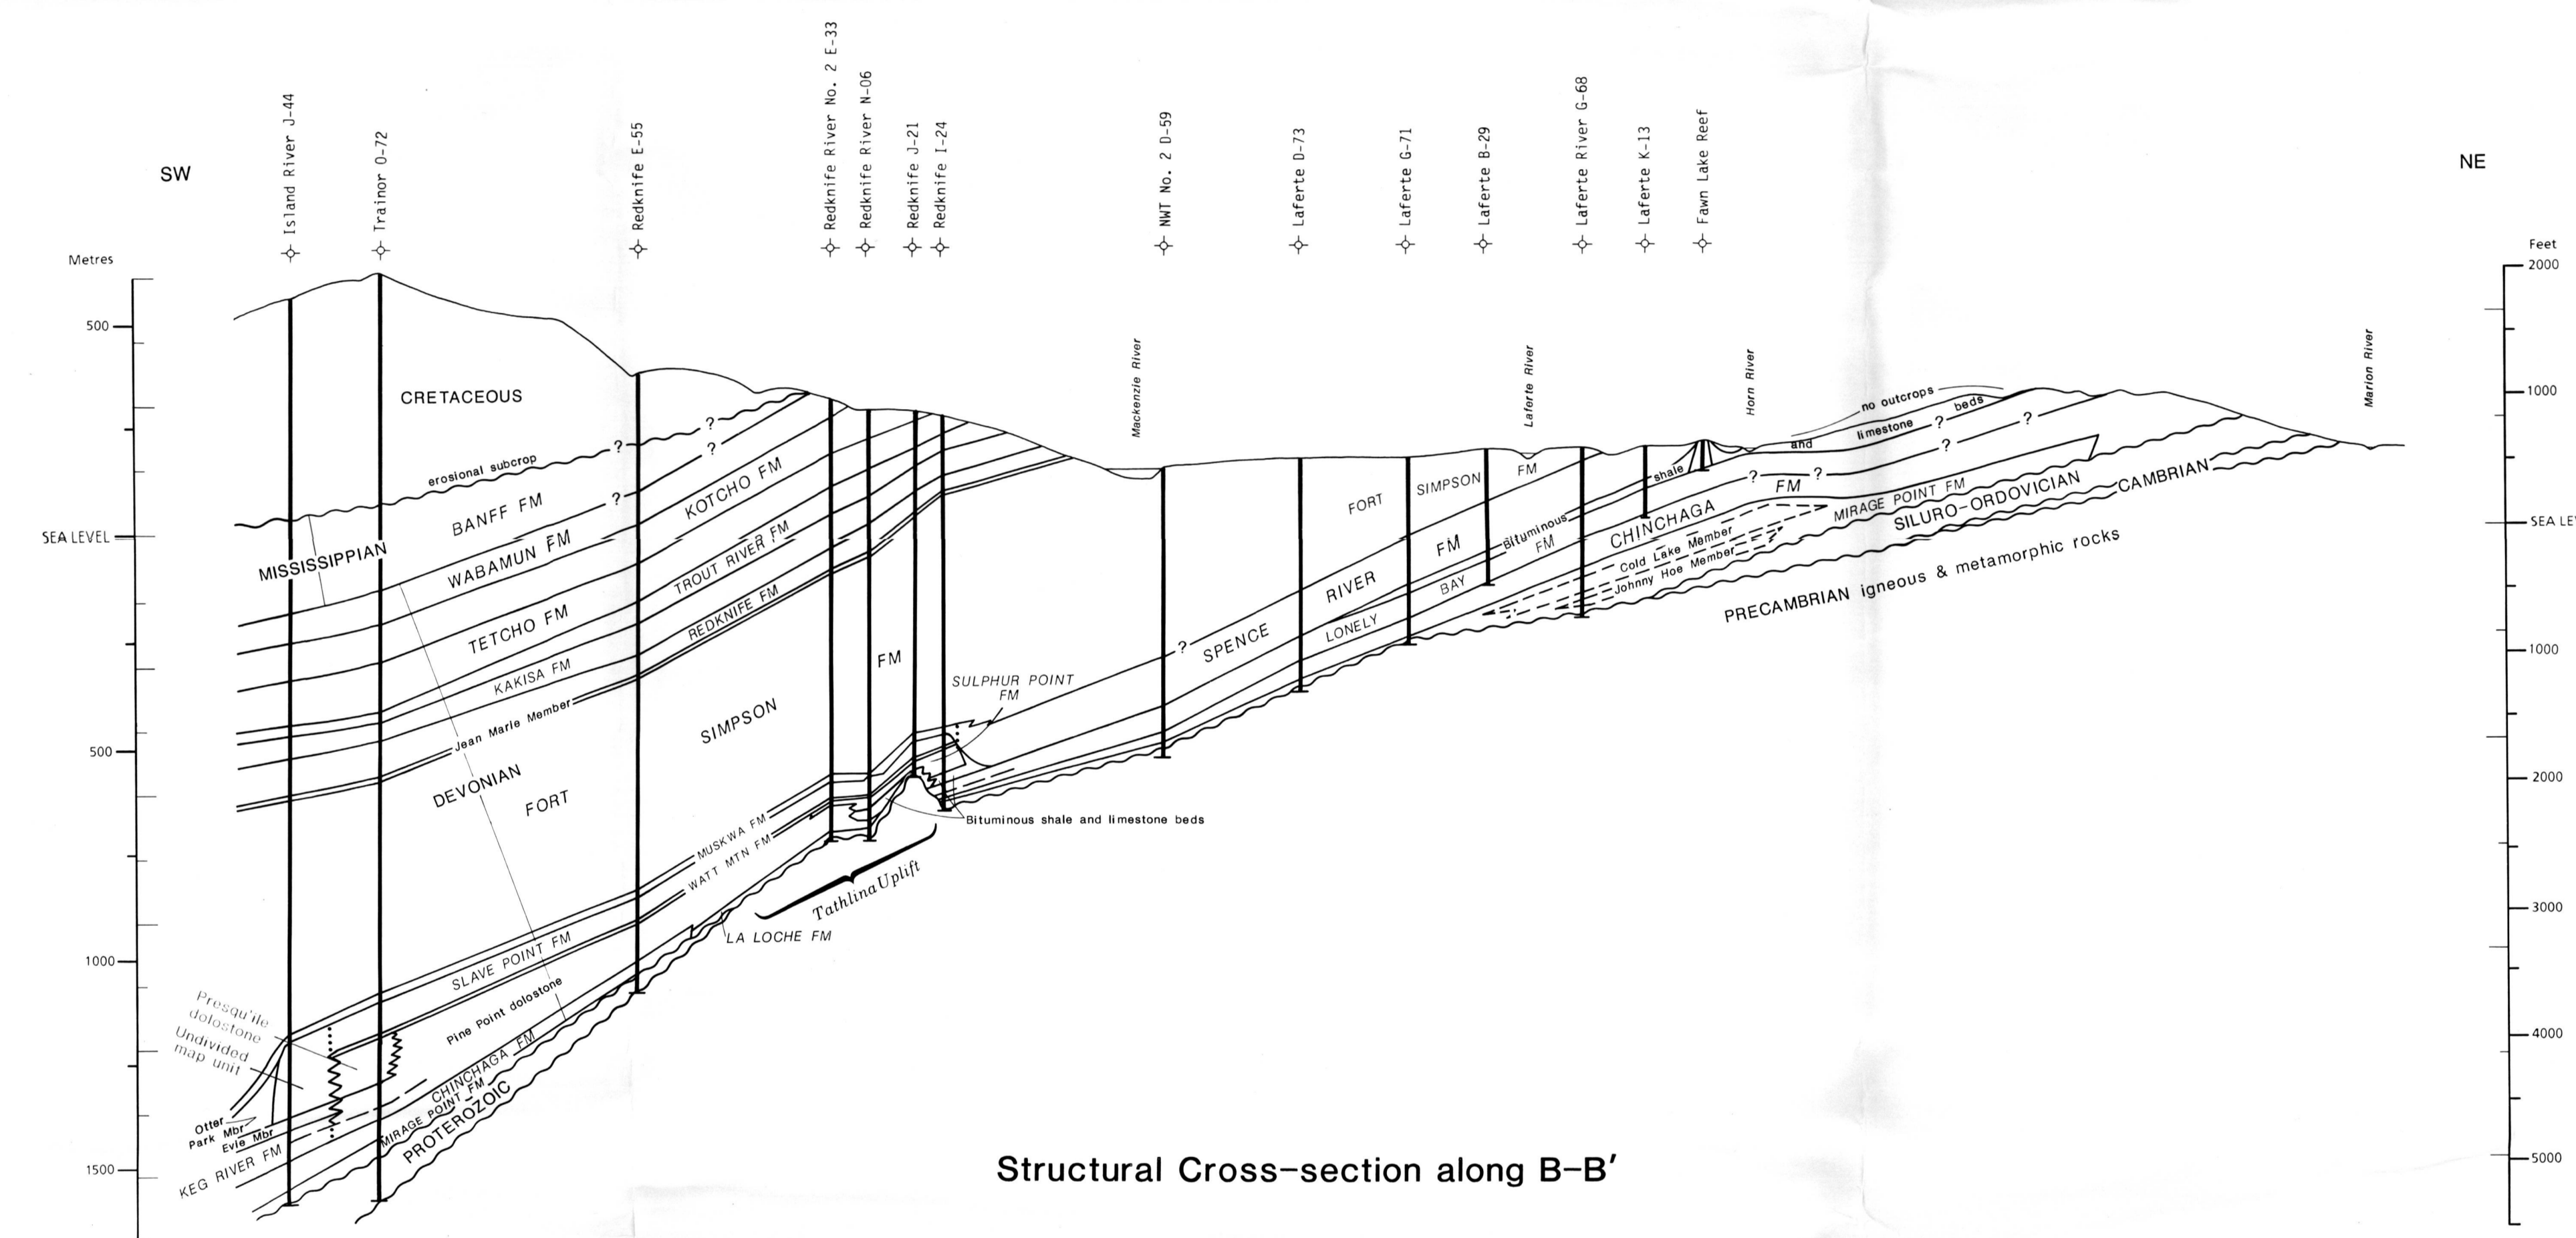 Island River J-44
Trainor O-72
Redknife E-55
Redknife River No. 2 E-33
Redknife River N-06
Redknife J-21
Redknife I-24
NWT No. 2 D-59
Laferte D-73
Laferte G-71
Laferte B-29
Laferte River G-68
Laferte K-13
Fawn Lake Reef
SW
NE
Metres
Feet
500
SEA LEVEL
500
1000
1500
2000
1000
SEA LE
1000
2000
3000
4000
5000
Mackenzie River
Laferte River
Horn River
Marion River
CRETACEOUS
erosional subcrop
?
?
BANFF FM
?
?
MISSISSIPPIAN
WABAMUN FM
KOTCHO FM
TETCHO FM
TROUT RIVER FM
KAKISA FM
REDKNIFE FM
Jean Marie Member
DEVONIAN
FORT
SIMPSON
FM
SULPHUR POINT
FM
MUSKWA FM
WATT MTN FM
Bituminous shale and limestone beds
Tathlina Uplift
LA LOCHE FM
SLAVE POINT FM
Pine Point dolostone
Presqu'ile
dolostone
Undivided
map unit
CHINCHAGA FM
MIRAGE POINT FM
PROTEROZOIC
Otter
Park Mbr
Evie Mbr
KEG RIVER FM
FORT
SIMPSON
FM
?
SPENCE
RIVER
FM
LONELY
BAY
FM
Bituminous
shale
and
limestone
beds
no outcrops
?
?
?
?
?
CHINCHAGA
FM
Cold Lake Member
Johnny Hoe Member
MIRAGE POINT FM
SILURO-ORDOVICIAN
CAMBRIAN
PRECAMBRIAN igneous & metamorphic rocks
Structural Cross-section along B-B'